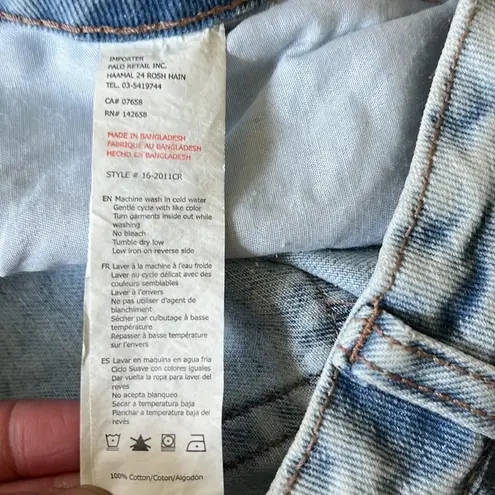 IMPORTER
PALO RETAIL INC.
HAAMAL 24 ROSH HAIN
TEL. 03-5419744
CA# 07658
RN# 142658
MADE IN BANGLADESH
FABRIQUÉ AU BANGLADESH
HECHO EN BANGLADESH
STYLE # 16-2011CR
EN Machine wash in cold water
Gentle cycle with like color
Turn garments inside out while
washing
No bleach
Tumble dry low
Low iron on reverse side
FR Laver à la machine à l'eau froide
Laver au cycle délicat avec des
couleurs semblables
Laver à l'envers
Ne pas utiliser d'agent de
blanchiment
Sécher par culbutage à basse
température
Repasser à basse température
sur l'envers
ES Lavar en maquina en agua fria
Ciclo Suave con colores iguales
Dar vuelta la ropa para laver del
revés
No acepta blanqueo
Secar a temperatura baja
Planchar a temperatura baja del
revés
100% Cotton/Coton/Algodón